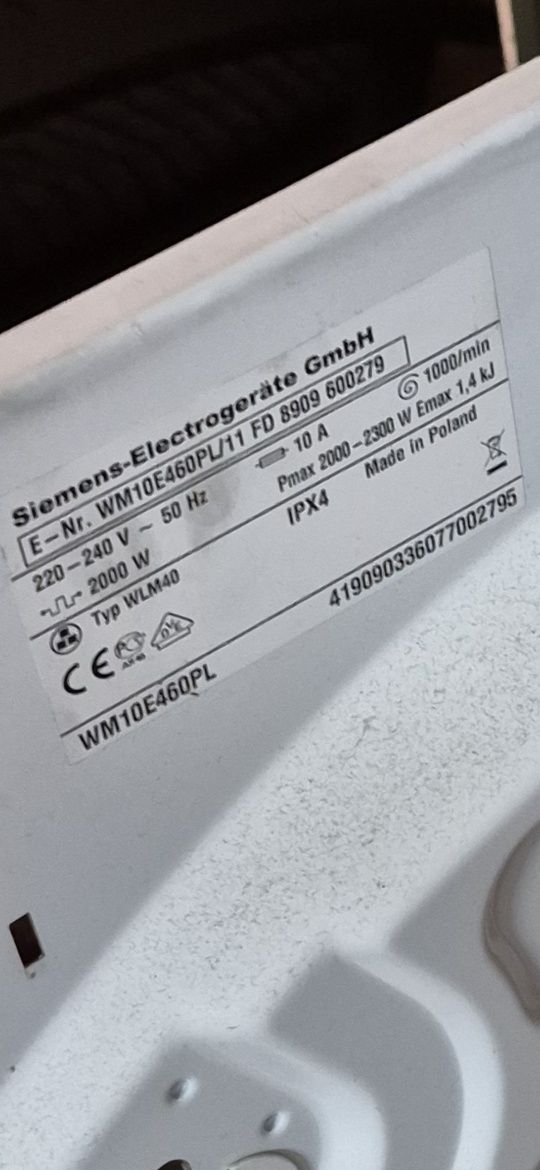 Siemens-Electrogeräte GmbH
E-Nr. WM10E460PL/11 FD 8909 600279
220-240 V ~ 50 Hz 10 A 1000/min
2000 W Pmax 2000-2300 W Emax 1,4 kJ
Typ WLM40 IPX4 Made in Poland
CE
WM10E460PL 419090336077002795